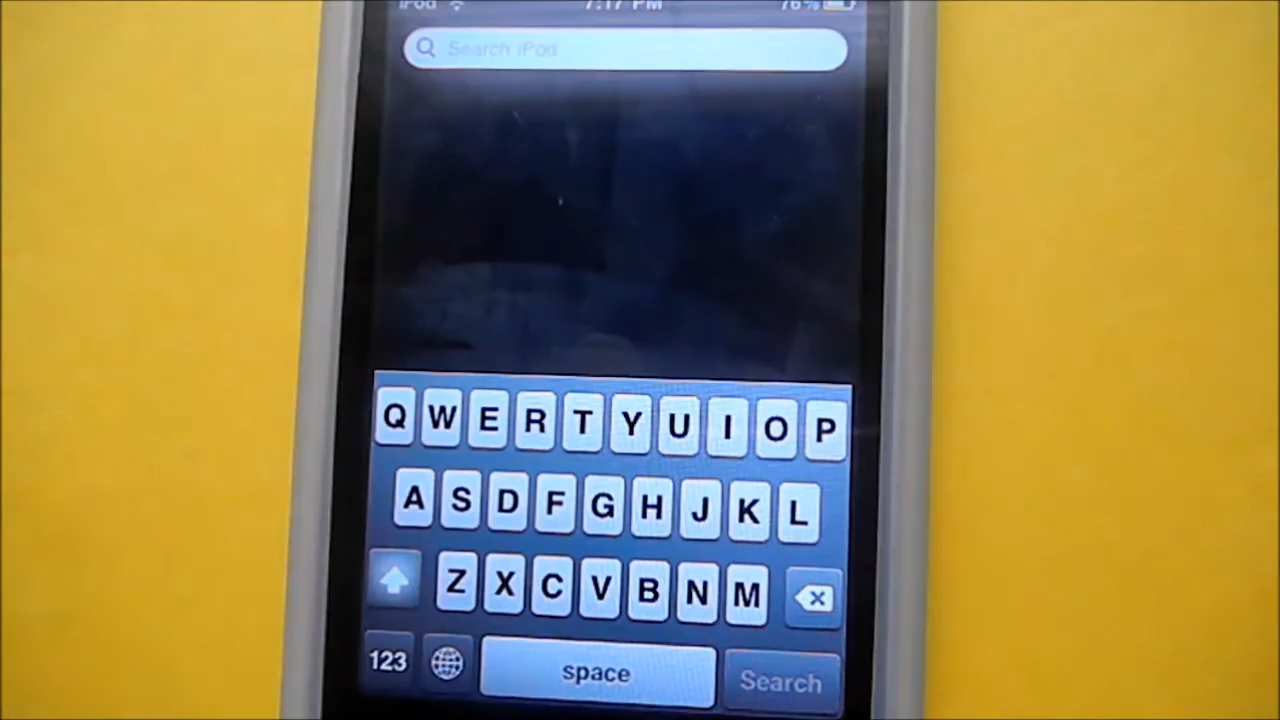 iPod 7:17 PM 76%
Search iPod
Q W E R T Y U I O P
A S D F G H J K L
Z X C V B N M
123 space Search